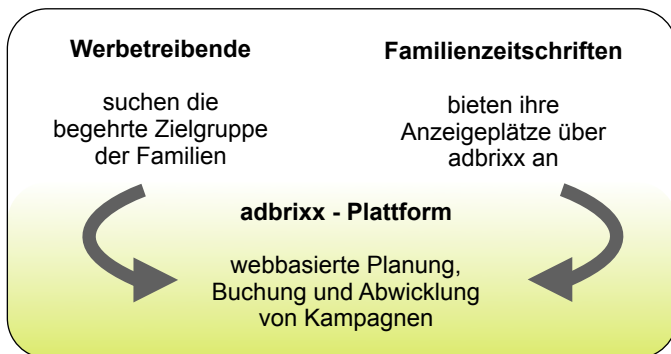 Werbetreibende
suchen die
begehrte Zielgruppe
der Familien
Familienzeitschriften
bieten ihre
Anzeigeplätze über
adbrixx an
adbrixx - Plattform
webbasierte Planung,
Buchung und Abwicklung
von Kampagnen